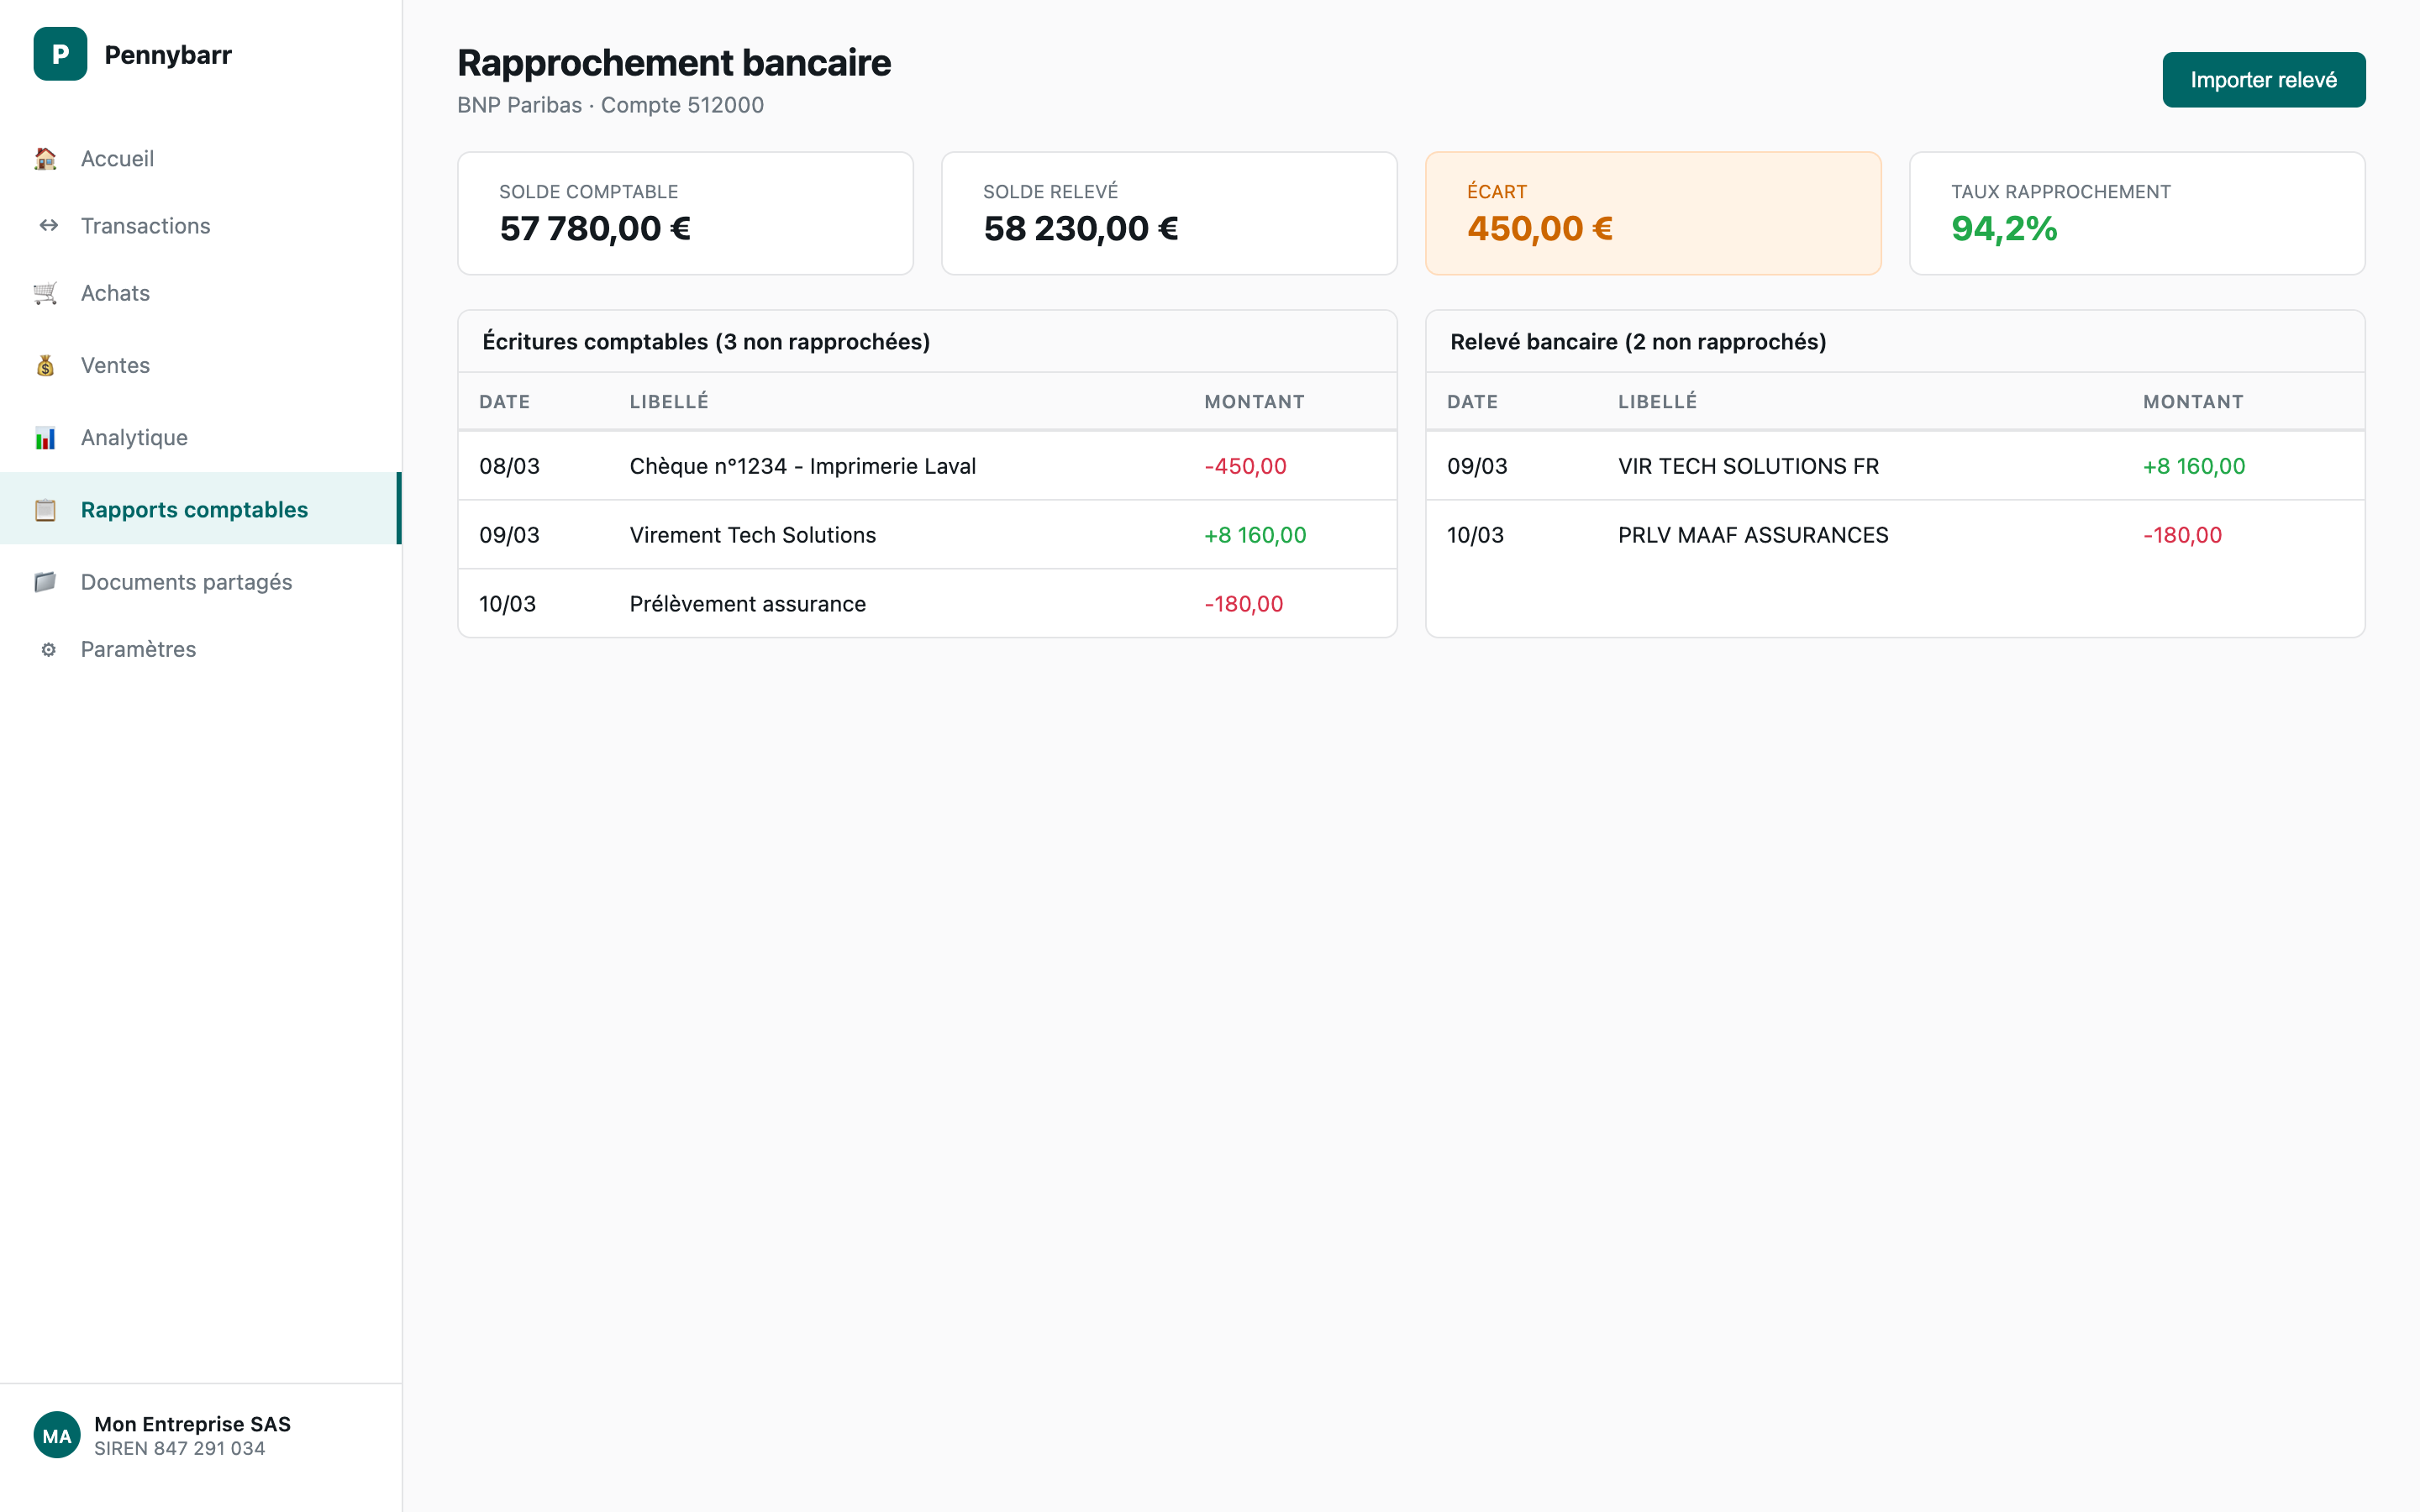 P
Pennybarr
Accueil
Transactions
Achats
Ventes
Analytique
Rapports comptables
Documents partagés
Paramètres
MA
Mon Entreprise SAS
SIREN 847 291 034
Rapprochement bancaire
BNP Paribas · Compte 512000
Importer relevé
SOLDE COMPTABLE
57 780,00 €
SOLDE RELEVÉ
58 230,00 €
ÉCART
450,00 €
TAUX RAPPROCHEMENT
94,2%
Écritures comptables (3 non rapprochées)
DATE LIBELLÉ MONTANT
08/03 Chèque n°1234 - Imprimerie Laval -450,00
09/03 Virement Tech Solutions +8 160,00
10/03 Prélèvement assurance -180,00
Relevé bancaire (2 non rapprochés)
DATE LIBELLÉ MONTANT
09/03 VIR TECH SOLUTIONS FR +8 160,00
10/03 PRLV MAAF ASSURANCES -180,00